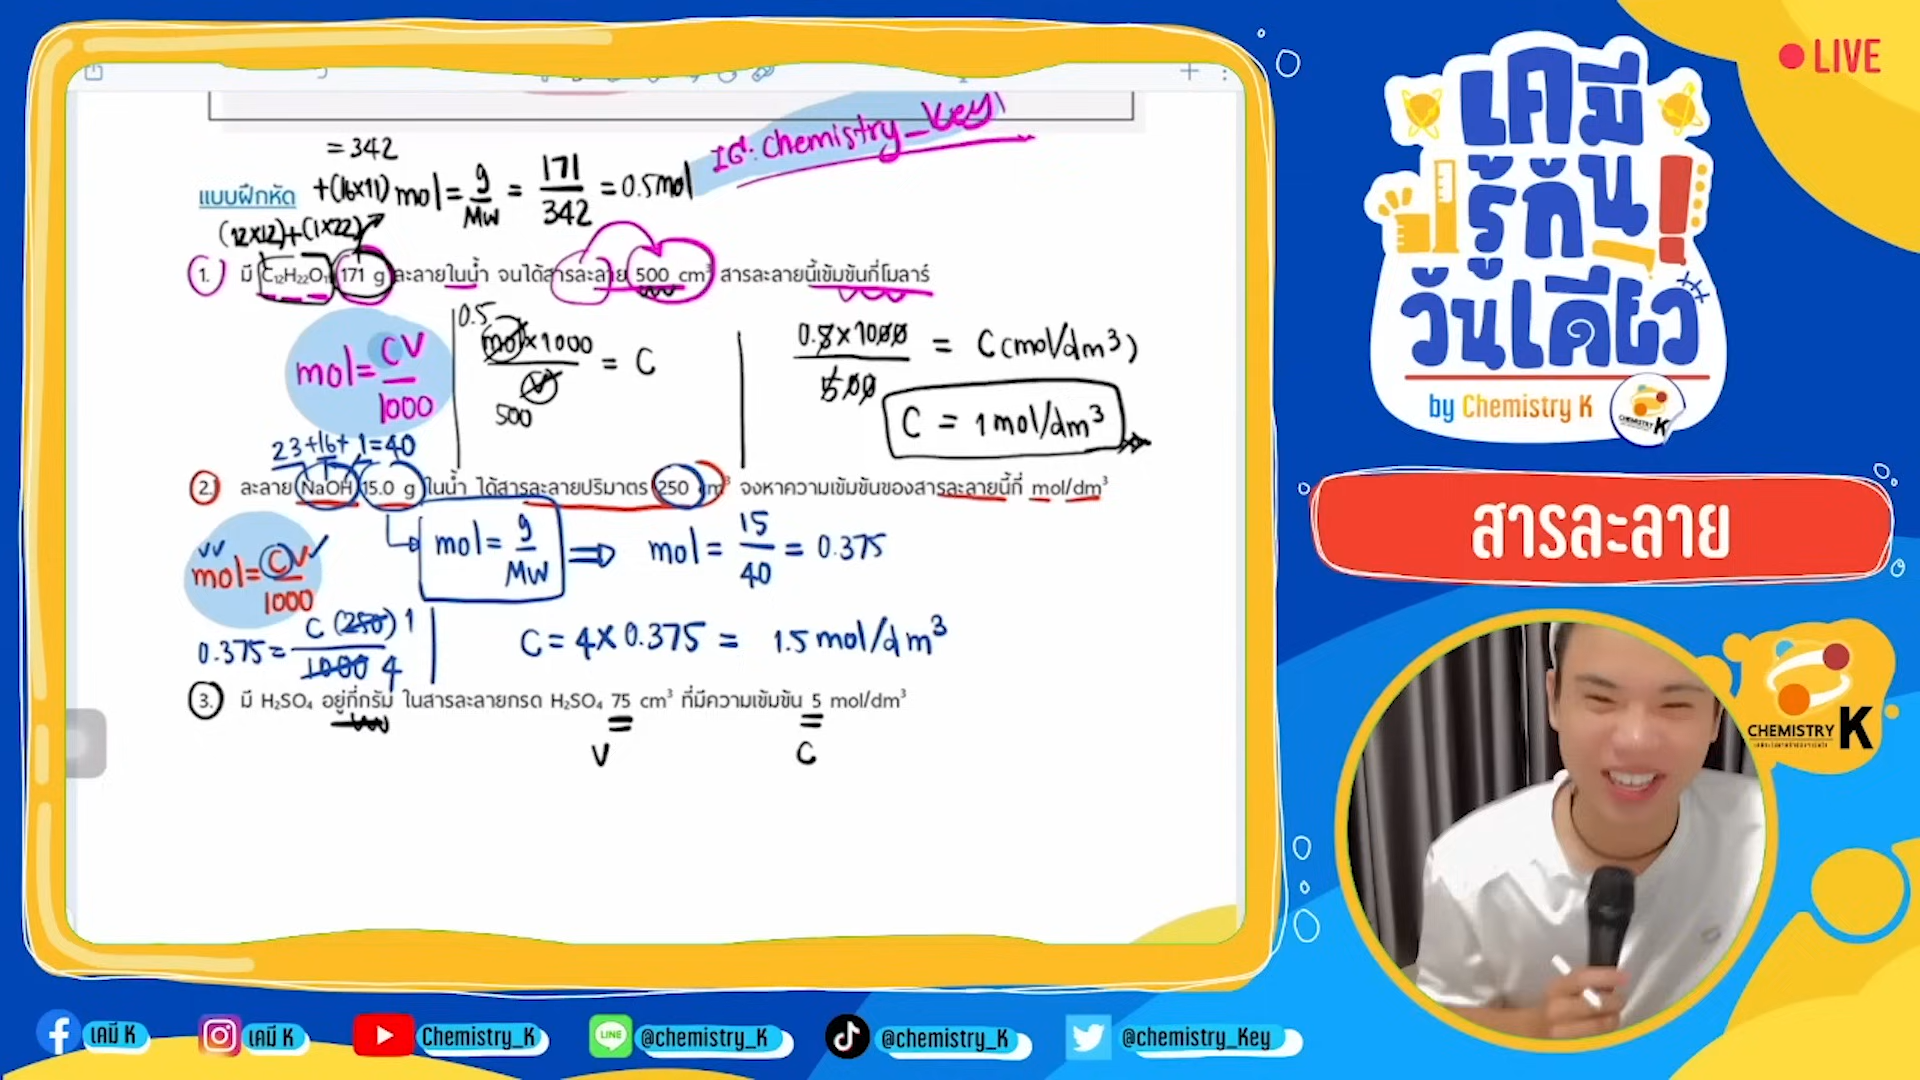 LIVE
เคมี
รู้กัน!
วันเดียว
by Chemistry K
CHEMISTRY K
สารละลาย
CHEMISTRY K
IG: Chemistry_Key
= 342
แบบฝึกหัด +(16x11) mol = g/Mw = 171/342 = 0.5 mol
(12x12)+(1x22)
1. มี C₁₂H₂₂O₁₁ 171 g ละลายในน้ำ จนได้สารละลาย 500 cm³ สารละลายนี้เข้มข้นกี่โมลาร์
mol = CV/1000
0.5
mol x 1000 / V = C
500
0.5 x 1000 / 500 = C (mol/dm³)
C = 1 mol/dm³
23+16+1=40
2. ละลาย NaOH 15.0 g ในน้ำ ได้สารละลายปริมาตร 250 cm³ จงหาความเข้มข้นของสารละลายนี้กี่ mol/dm³
mol = CV/1000
mol = g/Mw ⇒ mol = 15/40 = 0.375
0.375 = C (250) 1 / 1000 4
C = 4 x 0.375 = 1.5 mol/dm³
3. มี H₂SO₄ อยู่กี่กรัม ในสารละลายกรด H₂SO₄ 75 cm³ ที่มีความเข้มข้น 5 mol/dm³
V C
เคมี K
เคมี K
Chemistry_K
LINE @chemistry_K
@chemistry_K
@chemistry_Key